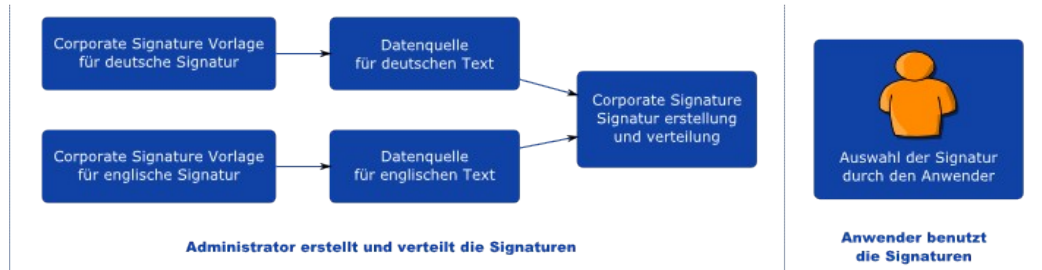 Corporate Signature Vorlage
für deutsche Signatur
Datenquelle
für deutschen Text
Corporate Signature Vorlage
für englische Signatur
Datenquelle
für englischen Text
Corporate Signature
Signatur erstellung
und verteilung
Administrator erstellt und verteilt die Signaturen
Auswahl der Signatur
durch den Anwender
Anwender benutzt
die Signaturen